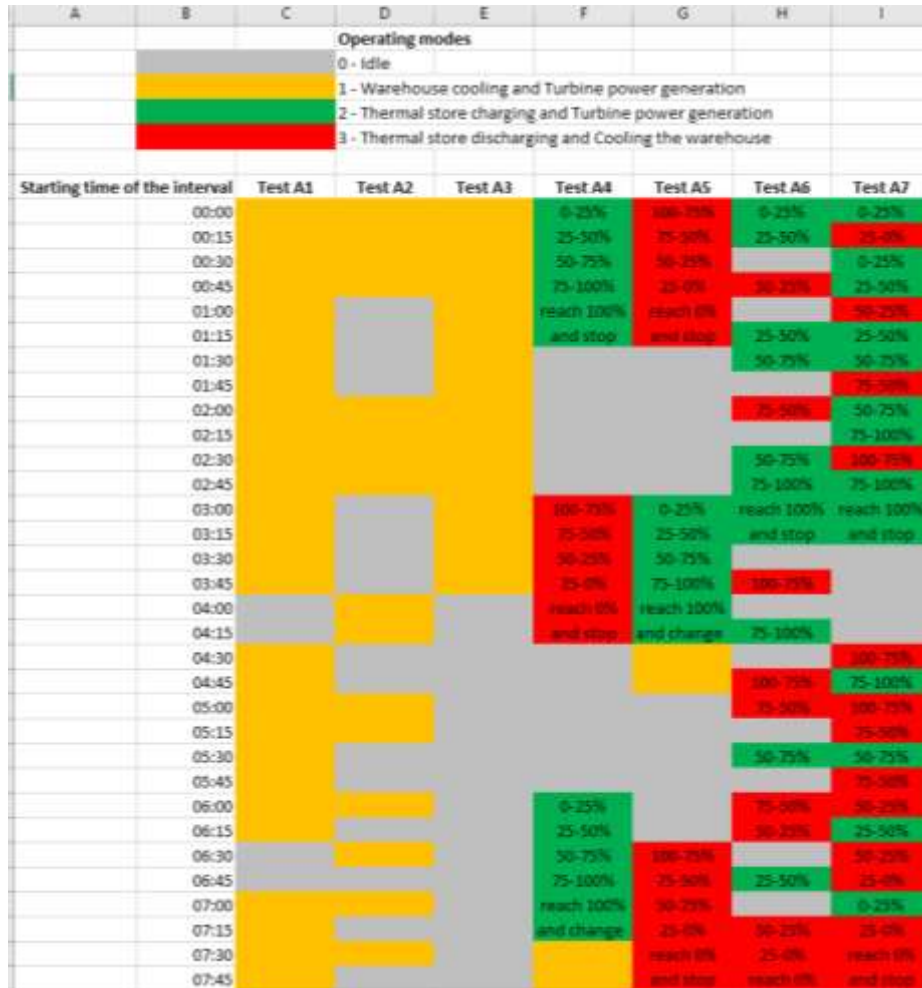 A B C D E F G H I
Operating modes
0 - Idle
1 - Warehouse cooling and Turbine power generation
2 - Thermal store charging and Turbine power generation
3 - Thermal store discharging and Cooling the warehouse
Starting time of the interval Test A1 Test A2 Test A3 Test A4 Test A5 Test A6 Test A7
00:00 0-25% 100-75% 0-25% 0-25%
00:15 25-50% 75-50% 25-50% 25-0%
00:30 50-75% 50-25% 0-25%
00:45 75-100% 25-0% 50-25% 25-50%
01:00 reach 100% reach 0% 50-25%
01:15 and stop and stop 25-50% 25-50%
01:30 50-75% 50-75%
01:45 75-50%
02:00 75-50% 50-75%
02:15 75-100%
02:30 50-75% 100-75%
02:45 75-100% 75-100%
03:00 100-75% 0-25% reach 100% reach 100%
03:15 75-50% 25-50% and stop and stop
03:30 50-25% 50-75%
03:45 25-0% 75-100% 100-75%
04:00 reach 0% reach 100%
04:15 and stop and change 75-100%
04:30 100-75%
04:45 100-75% 75-100%
05:00 75-50% 100-75%
05:15 75-50%
05:30 50-75% 50-75%
05:45 75-50%
06:00 0-25% 75-50% 50-25%
06:15 25-50% 50-25% 25-50%
06:30 50-75% 100-75% 50-25%
06:45 75-100% 75-50% 25-50% 25-0%
07:00 reach 100% 50-25% 0-25%
07:15 and change 25-0% 50-25% 25-0%
07:30 reach 0% 25-0% reach 0%
07:45 and stop reach 0% and stop